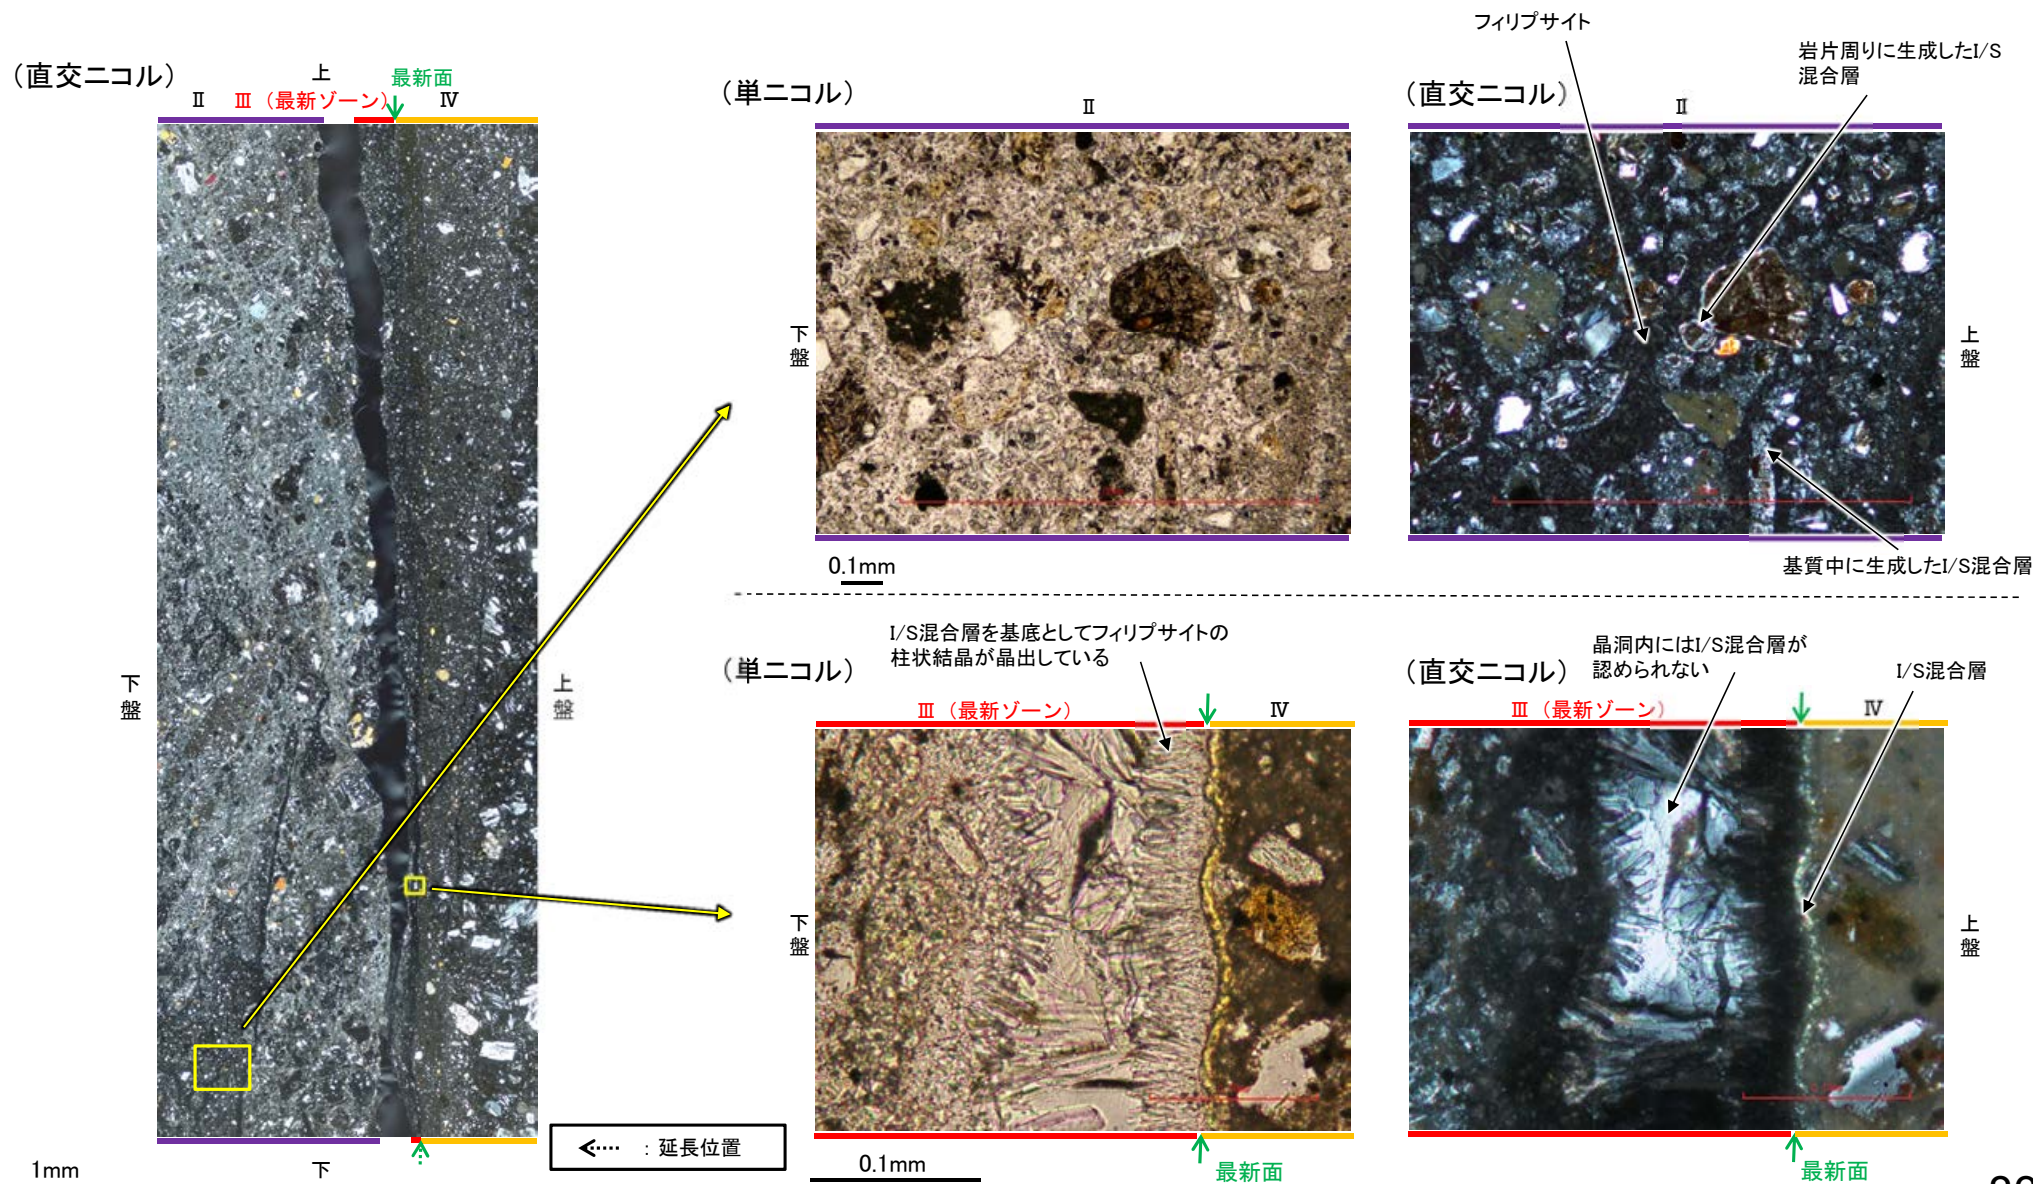 (直交ニコル)
上
最新面
Ⅱ
Ⅲ (最新ゾーン)
Ⅳ
下盤
上盤
1mm
下
: 延長位置
(単ニコル)
Ⅱ
下盤
0.1mm
フィリプサイト
岩片周りに生成したI/S
混合層
(直交ニコル)
Ⅱ
上盤
基質中に生成したI/S混合層
I/S混合層を基底としてフィリプサイトの
柱状結晶が晶出している
(単ニコル)
Ⅲ (最新ゾーン)
Ⅳ
下盤
0.1mm
最新面
晶洞内にはI/S混合層が
認められない
I/S混合層
(直交ニコル)
Ⅲ (最新ゾーン)
Ⅳ
上盤
最新面